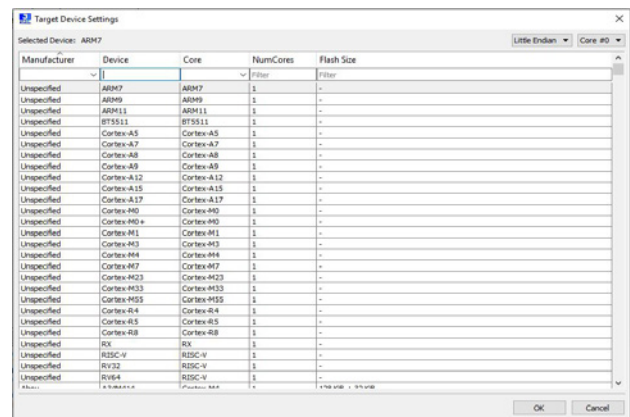 Target Device Settings
Selected Device: ARM7 Little Endian Core #0
Manufacturer Device Core NumCores Flash Size
Filter Filter
Unspecified ARM7 ARM7 1 -
Unspecified ARM9 ARM9 1 -
Unspecified ARM11 ARM11 1 -
Unspecified BT5511 BT5511 1 -
Unspecified Cortex-A5 Cortex-A5 1 -
Unspecified Cortex-A7 Cortex-A7 1 -
Unspecified Cortex-A8 Cortex-A8 1 -
Unspecified Cortex-A9 Cortex-A9 1 -
Unspecified Cortex-A12 Cortex-A12 1 -
Unspecified Cortex-A15 Cortex-A15 1 -
Unspecified Cortex-A17 Cortex-A17 1 -
Unspecified Cortex-M0 Cortex-M0 1 -
Unspecified Cortex-M0+ Cortex-M0 1 -
Unspecified Cortex-M1 Cortex-M1 1 -
Unspecified Cortex-M3 Cortex-M3 1 -
Unspecified Cortex-M4 Cortex-M4 1 -
Unspecified Cortex-M7 Cortex-M7 1 -
Unspecified Cortex-M23 Cortex-M23 1 -
Unspecified Cortex-M33 Cortex-M33 1 -
Unspecified Cortex-M55 Cortex-M55 1 -
Unspecified Cortex-R4 Cortex-R4 1 -
Unspecified Cortex-R5 Cortex-R5 1 -
Unspecified Cortex-R8 Cortex-R8 1 -
Unspecified RX RX 1 -
Unspecified RISC-V RISC-V 1 -
Unspecified RV32 RISC-V 1 -
Unspecified RV64 RISC-V 1 -
OK Cancel